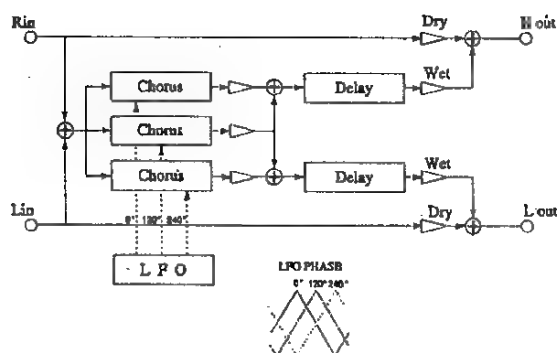 Rin
Dry
R out
Wet
Chorus
Delay
Chorus
Chorus
Delay
Wet
Lin
0° 120° 240°
Dry
L out
L F O
LFO PHASE
0° 120° 240°